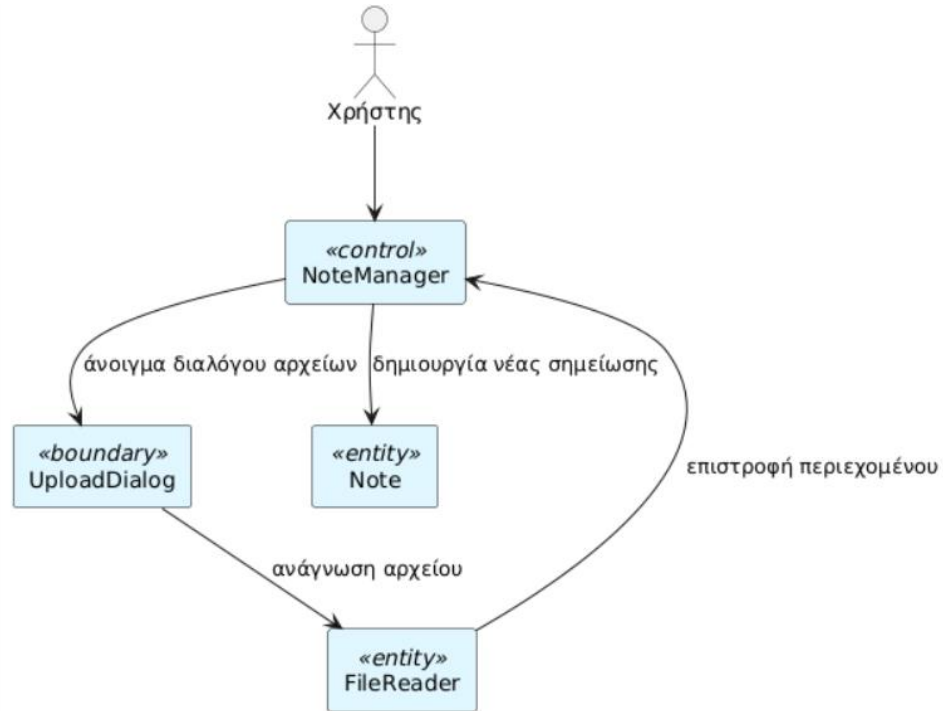 Χρήστης
«control»
NoteManager
άνοιγμα διαλόγου αρχείων
δημιουργία νέας σημείωσης
«boundary»
UploadDialog
«entity»
Note
επιστροφή περιεχομένου
ανάγνωση αρχείου
«entity»
FileReader